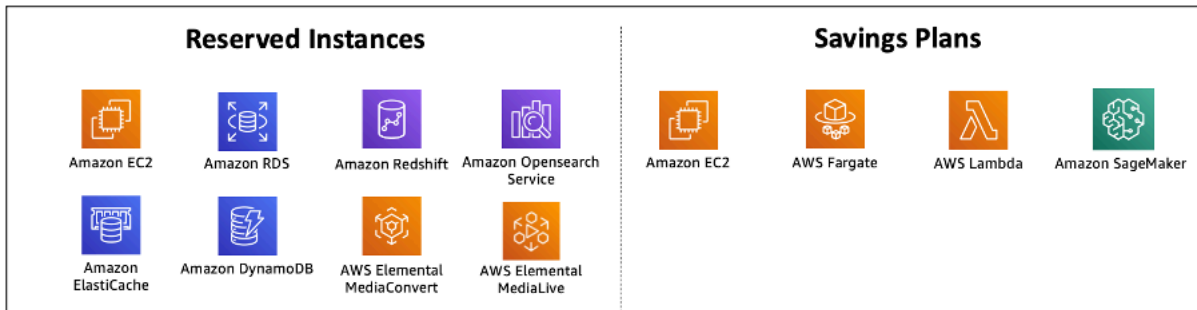 Reserved Instances
Savings Plans
Amazon EC2
Amazon RDS
Amazon Redshift
Amazon Opensearch
Service
Amazon EC2
AWS Fargate
AWS Lambda
Amazon SageMaker
Amazon
ElastiCache
Amazon DynamoDB
AWS Elemental
MediaConvert
AWS Elemental
MediaLive